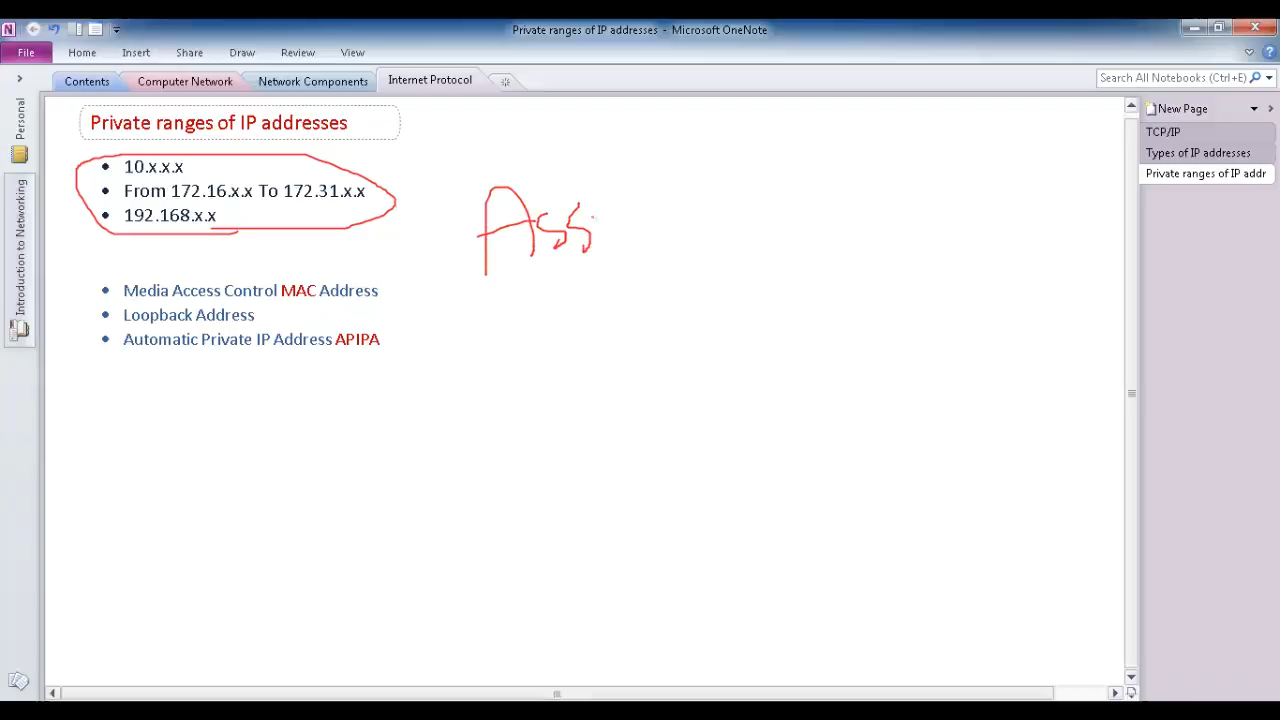 Private ranges of IP addresses - Microsoft OneNote
File Home Insert Share Draw Review View
Contents Computer Network Network Components Internet Protocol
Search All Notebooks (Ctrl+E)
Personal
Introduction to Networking
Private ranges of IP addresses
• 10.x.x.x
• From 172.16.x.x To 172.31.x.x
• 192.168.x.x
Ass
• Media Access Control MAC Address
• Loopback Address
• Automatic Private IP Address APIPA
New Page
TCP/IP
Types of IP addresses
Private ranges of IP addr